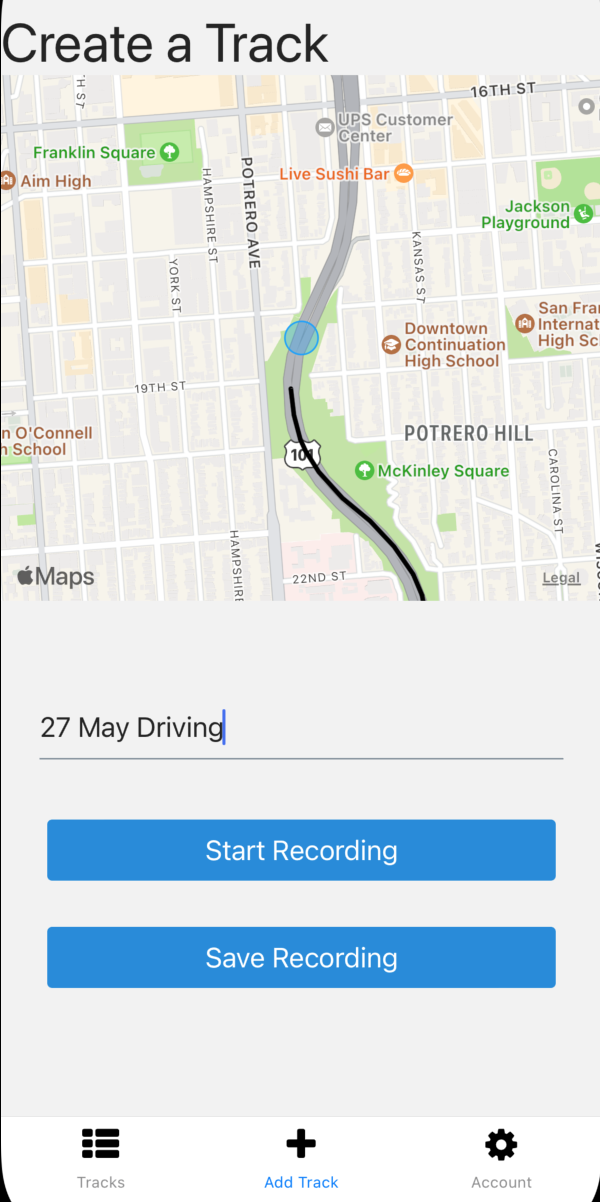 Create a Track
TH ST
16TH ST
UPS Customer
Center
Franklin Square
Live Sushi Bar
Aim High
HAMPSHIRE ST
POTRERO AVE
Jackson
Playground
KANSAS ST
YORK ST
San Fra
Internat
High Sc
Downtown
Continuation
High School
19TH ST
n O'Connell
h School
POTRERO HILL
101
McKinley Square
CAROLINA ST
HAMPSHIRE
22ND ST
WISCO
Maps
Legal
27 May Driving
Start Recording
Save Recording
Tracks
Add Track
Account